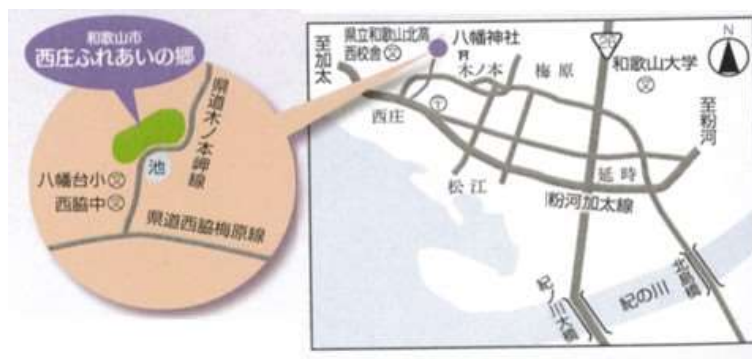 和歌山市
西庄ふれあいの郷
県道木ノ本岬線
池
八幡台小
西脇中
県道西脇梅原線
至加太
県立和歌山北高
西校舎
八幡神社
木ノ本
梅原
26
和歌山大学
N
至粉河
西庄
松江
延時
粉河加太線
紀ノ川大橋
紀の川